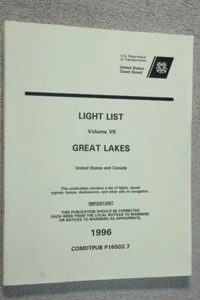 U.S. Department
of Transportation
United States
Coast Guard
LIGHT LIST
Volume VII
GREAT LAKES
United States and Canada
This publication contains a list of lights, sound
signals, buoys, daybeacons, and other aids to navigation.
IMPORTANT
THIS PUBLICATION SHOULD BE CORRECTED
EACH WEEK FROM THE LOCAL NOTICES TO MARINERS
OR NOTICES TO MARINERS AS APPROPRIATE.
1996
COMDTPUB P16502.7